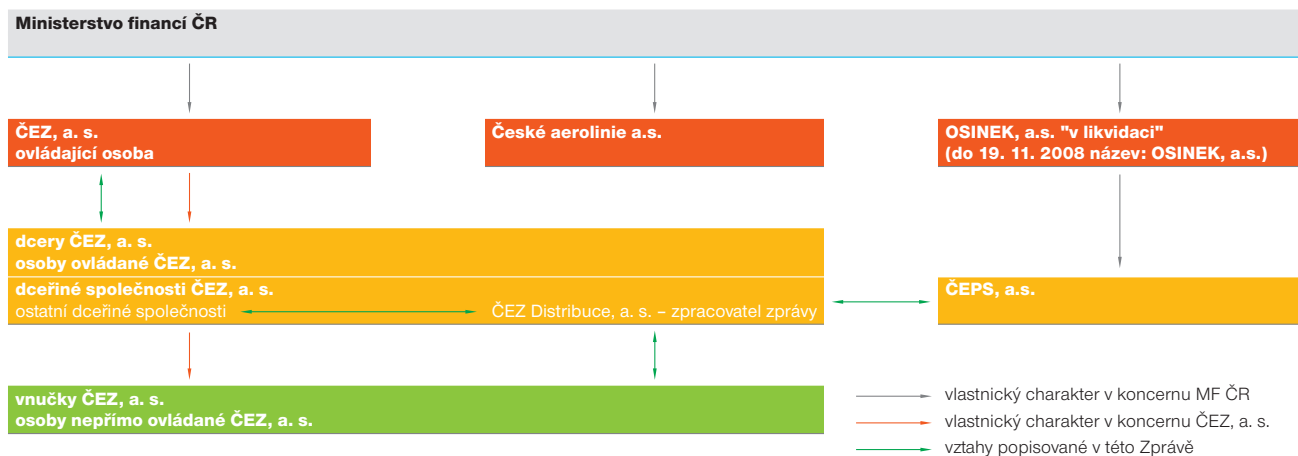 Ministerstvo financí ČR
ČEZ, a. s.
ovládající osoba
České aerolinie a.s.
OSINEK, a.s. "v likvidaci"
(do 19. 11. 2008 název: OSINEK, a.s.)
dcery ČEZ, a. s.
osoby ovládané ČEZ, a. s.
dceřiné společnosti ČEZ, a. s.
ostatní dceřiné společnosti
ČEZ Distribuce, a. s. – zpracovatel zprávy
ČEPS, a.s.
vnučky ČEZ, a. s.
osoby nepřímo ovládané ČEZ, a. s.
vlastnický charakter v koncernu MF ČR
vlastnický charakter v koncernu ČEZ, a. s.
vztahy popisované v této Zprávě